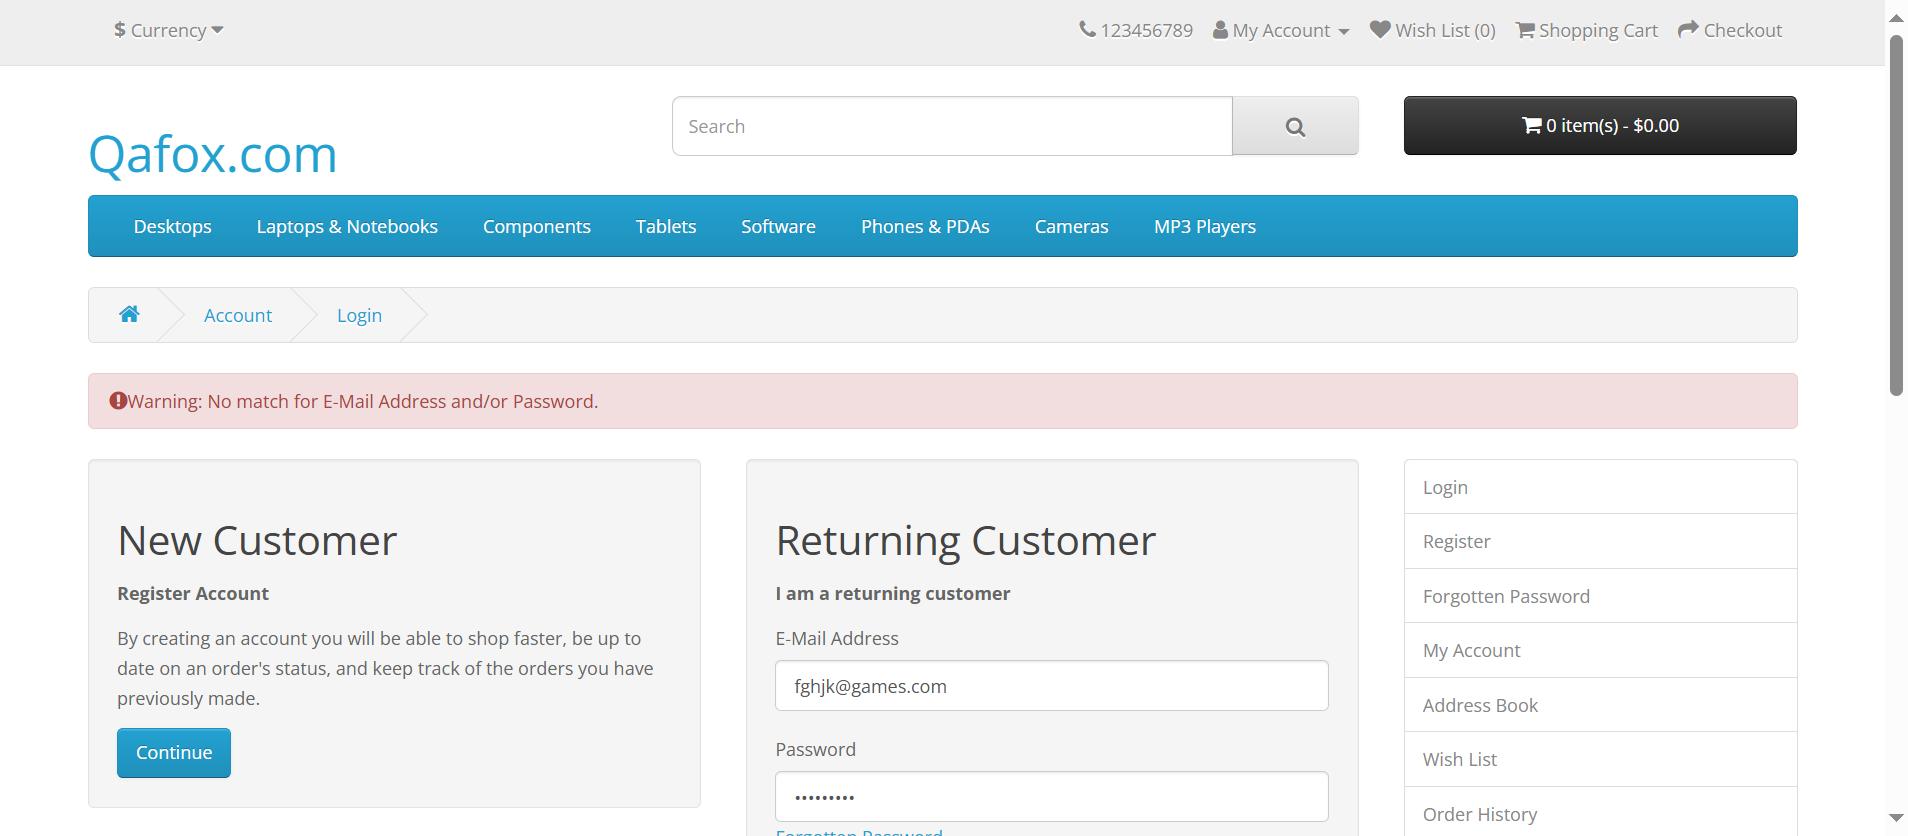 $ Currency
123456789 My Account Wish List (0) Shopping Cart Checkout
Search
0 item(s) - $0.00
Qafox.com
Desktops Laptops & Notebooks Components Tablets Software Phones & PDAs Cameras MP3 Players
Account Login
Warning: No match for E-Mail Address and/or Password.
New Customer
Register Account
By creating an account you will be able to shop faster, be up to
date on an order's status, and keep track of the orders you have
previously made.
Continue
Returning Customer
I am a returning customer
E-Mail Address
fghjk@games.com
Password
•••••••••
Forgotten Password
Login
Register
Forgotten Password
My Account
Address Book
Wish List
Order History